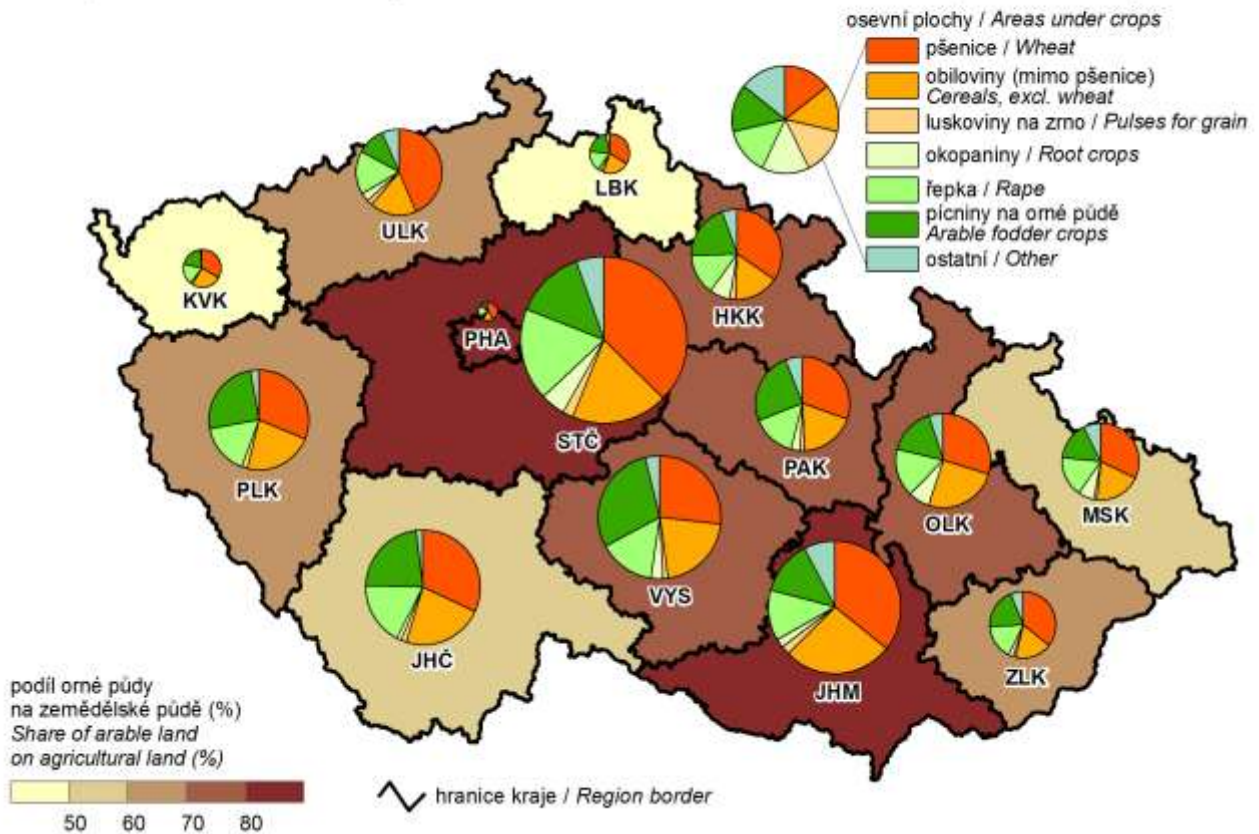 osevní plochy / Areas under crops
pšenice / Wheat
obiloviny (mimo pšenice)
Cereals, excl. wheat
luskoviny na zrno / Pulses for grain
okopaniny / Root crops
řepka / Rape
pícniny na orné půdě
Arable fodder crops
ostatní / Other
LBK
ULK
KVK
HKK
PHA
STČ
PAK
PLK
OLK
MSK
VYS
JHČ
JHM
ZLK
podíl orné půdy
na zemědělské půdě (%)
Share of arable land
on agricultural land (%)
50 60 70 80
hranice kraje / Region border